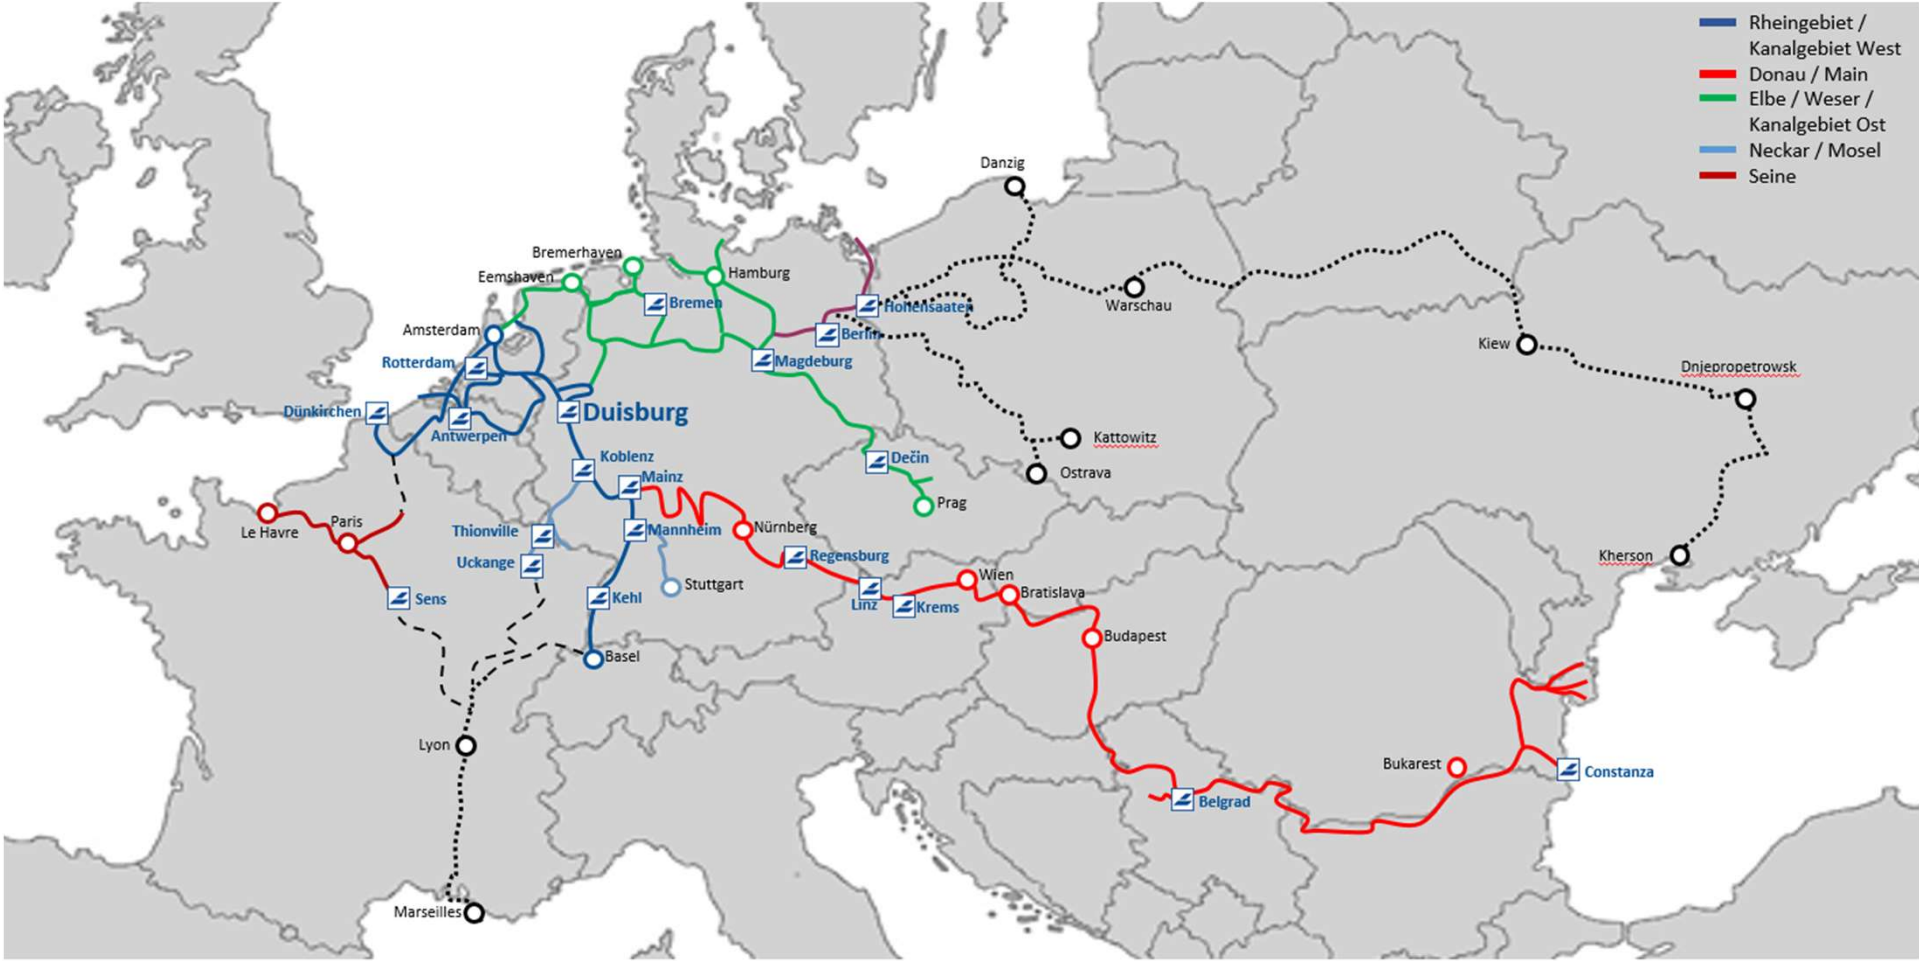 Rheingebiet /
Kanalgebiet West
Donau / Main
Elbe / Weser /
Kanalgebiet Ost
Neckar / Mosel
Seine
Danzig
Bremerhaven
Eemshaven
Hamburg
Bremen
Hohensaaten
Warschau
Amsterdam
Berlin
Kiew
Rotterdam
Magdeburg
Dnjepropetrowsk
Dünkirchen
Duisburg
Antwerpen
Kattowitz
Koblenz
Dečin
Ostrava
Mainz
Prag
Le Havre
Paris
Thionville
Mannheim
Nürnberg
Uckange
Regensburg
Kherson
Stuttgart
Wien
Sens
Kehl
Linz
Krems
Bratislava
Budapest
Basel
Lyon
Bukarest
Constanza
Belgrad
Marseilles